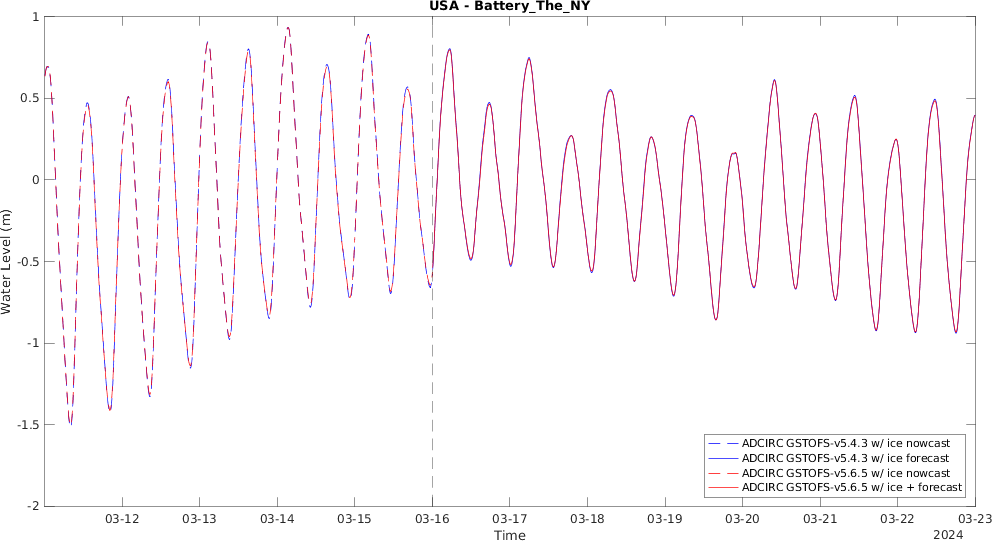 USA - Battery_The_NY
1
0.5
0
-0.5
-1
-1.5
-2
Water Level (m)
ADCIRC GSTOFS-v5.4.3 w/ ice nowcast
ADCIRC GSTOFS-v5.4.3 w/ ice forecast
ADCIRC GSTOFS-v5.6.5 w/ ice nowcast
ADCIRC GSTOFS-v5.6.5 w/ ice + forecast
03-12 03-13 03-14 03-15 03-16 03-17 03-18 03-19 03-20 03-21 03-22 03-23
Time
2024